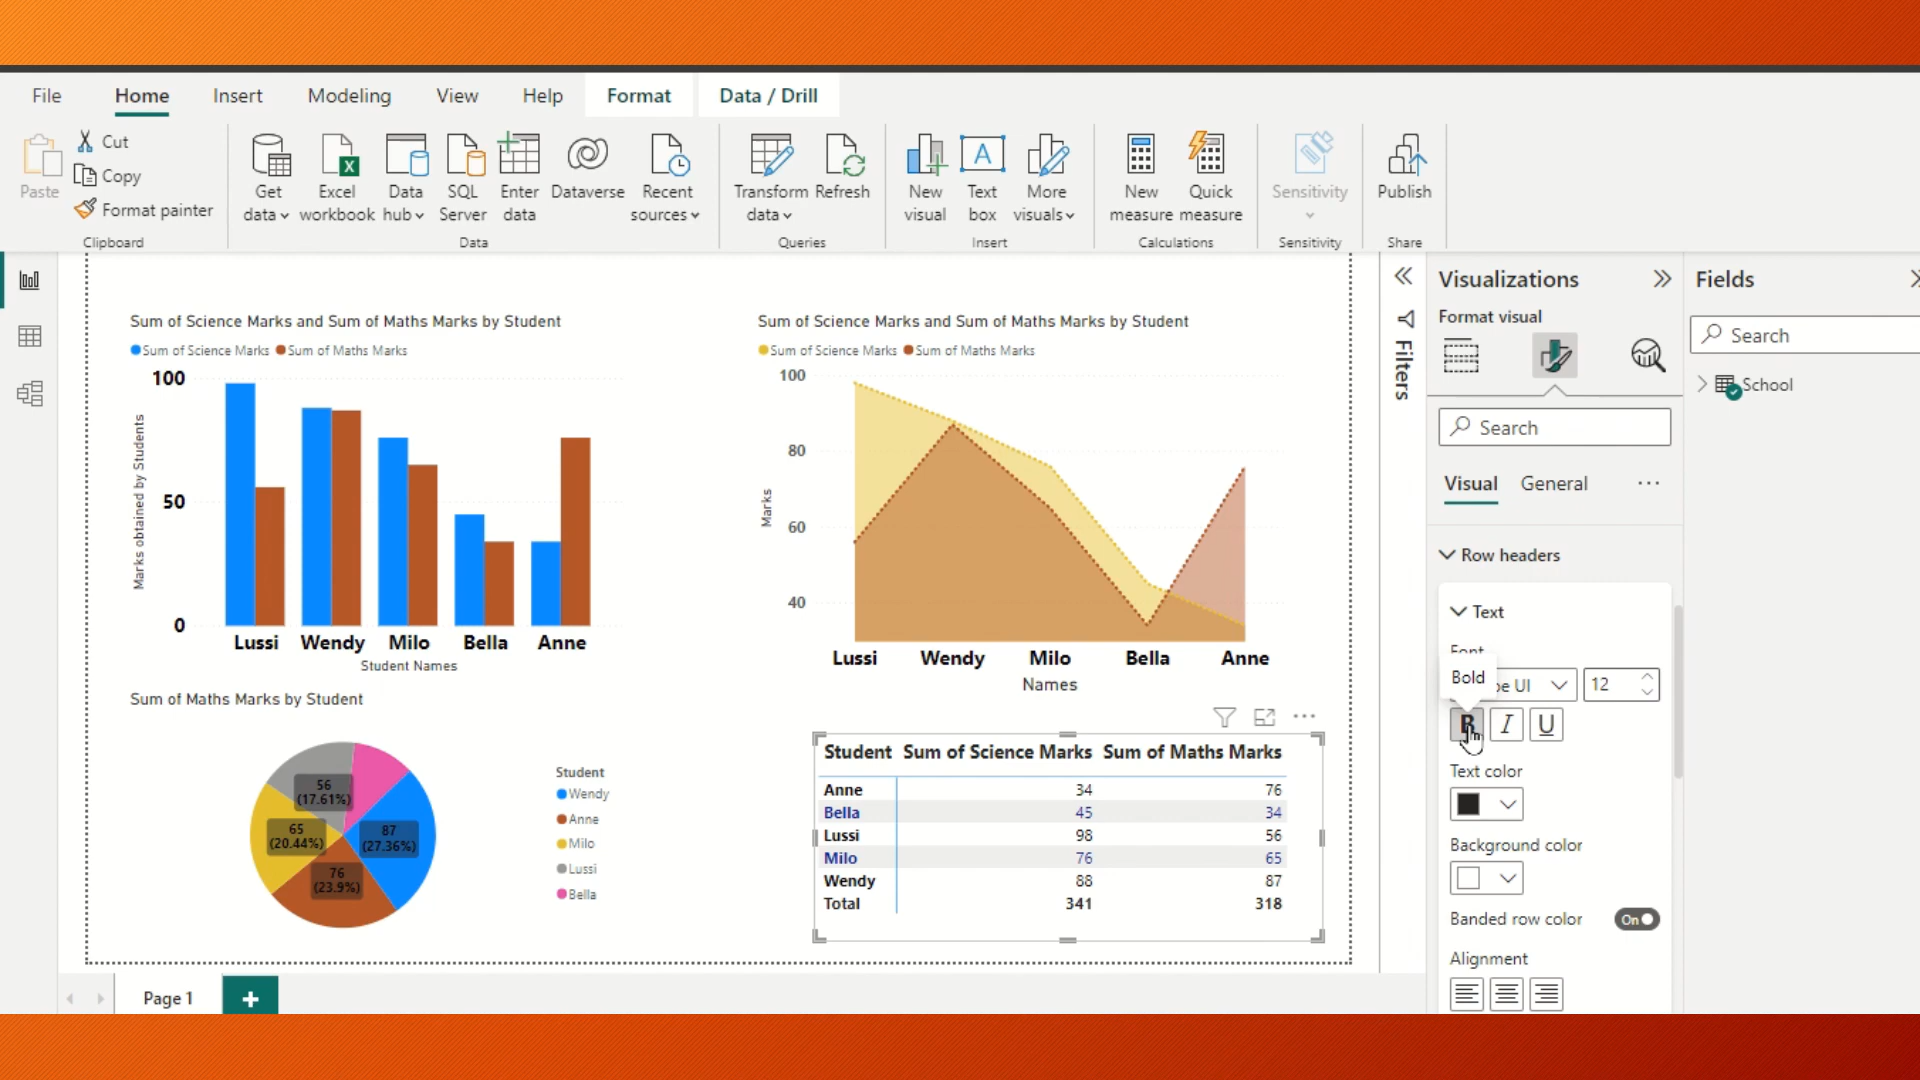 File Home Insert Modeling View Help Format Data / Drill
Paste
Cut
Copy
Format painter
Clipboard
Get data
Excel workbook
Data hub
SQL Server
Enter data
Dataverse
Recent sources
Data
Transform data
Refresh
Queries
New visual
A
Text box
More visuals
Insert
New measure
Quick measure
Calculations
Sensitivity
Sensitivity
Publish
Share
Sum of Science Marks and Sum of Maths Marks by Student
Sum of Science Marks Sum of Maths Marks
Marks obtained by Students
100
50
0
Lussi Wendy Milo Bella Anne
Student Names
Sum of Science Marks and Sum of Maths Marks by Student
Sum of Science Marks Sum of Maths Marks
Marks
100
80
60
40
Lussi Wendy Milo Bella Anne
Names
Sum of Maths Marks by Student
56
(17.61%)
65
(20.44%)
87
(27.36%)
76
(23.9%)
Student
Wendy
Anne
Milo
Lussi
Bella
Student Sum of Science Marks Sum of Maths Marks
Anne 34 76
Bella 45 34
Lussi 98 56
Milo 76 65
Wendy 88 87
Total 341 318
Page 1
Filters
Visualizations
Format visual
Search
Visual General
Row headers
Text
Font
Bold
UI 12
B I U
Text color
Background color
Banded row color On
Alignment
Fields
Search
School